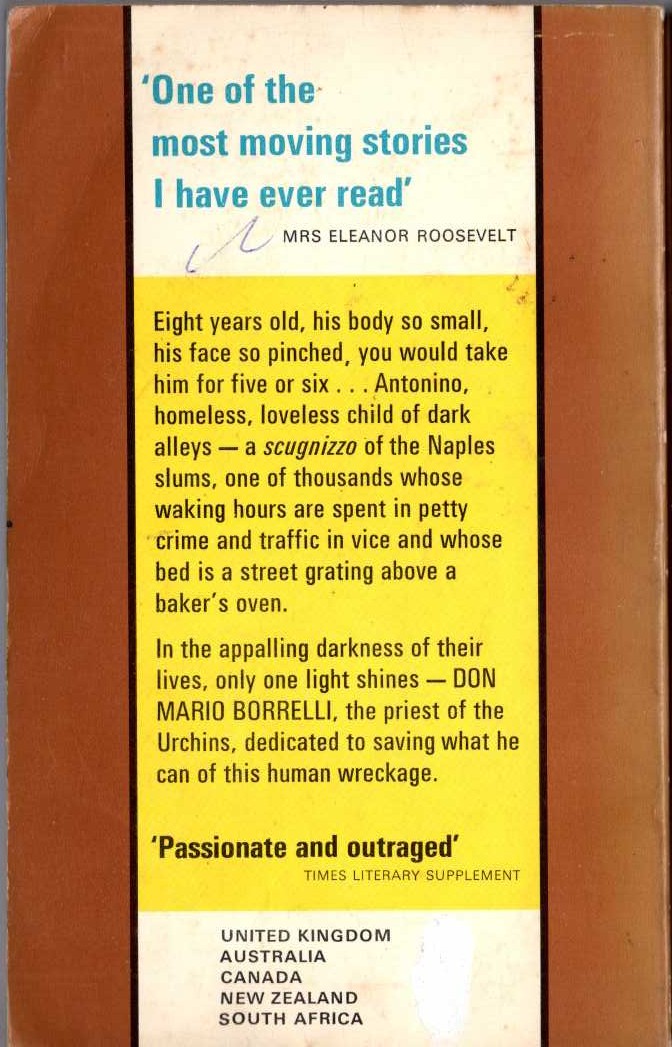 ‘One of the
most moving stories
I have ever read’
MRS ELEANOR ROOSEVELT
Eight years old, his body so small,
his face so pinched, you would take
him for five or six . . . Antonino,
homeless, loveless child of dark
alleys — a scugnizzo of the Naples
slums, one of thousands whose
waking hours are spent in petty
crime and traffic in vice and whose
bed is a street grating above a
baker’s oven.
In the appalling darkness of their
lives, only one light shines — DON
MARIO BORRELLI, the priest of the
Urchins, dedicated to saving what he
can of this human wreckage.
‘Passionate and outraged’
TIMES LITERARY SUPPLEMENT
UNITED KINGDOM
AUSTRALIA
CANADA
NEW ZEALAND
SOUTH AFRICA